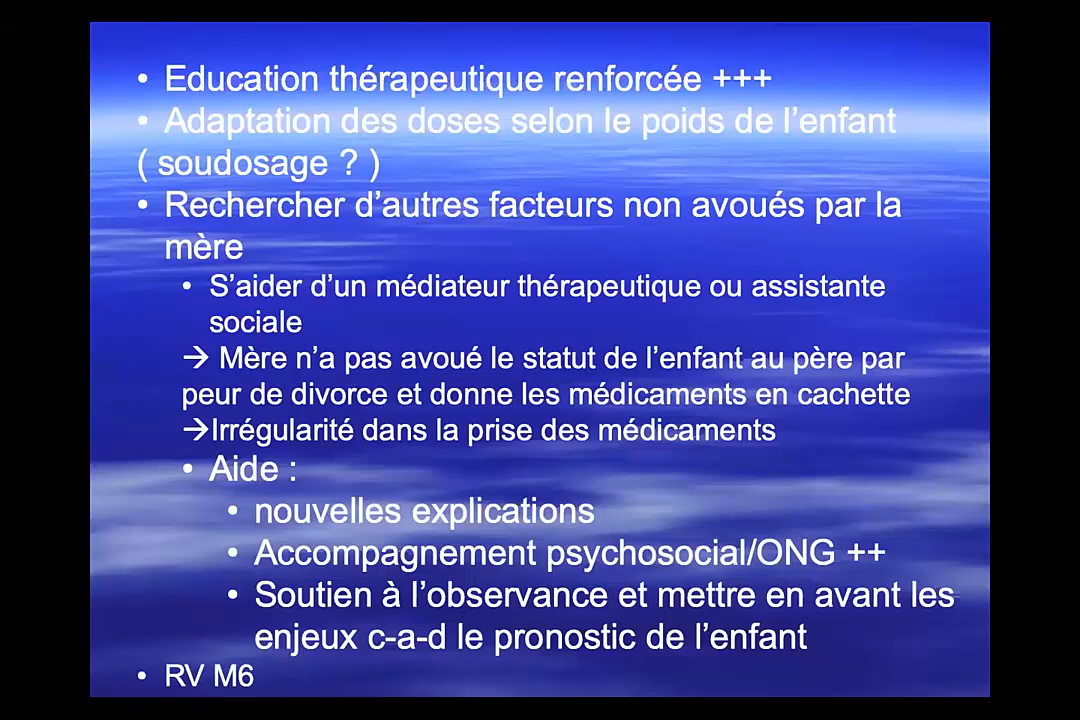 • Education thérapeutique renforcée +++
• Adaptation des doses selon le poids de l’enfant
( soudosage ? )
• Rechercher d’autres facteurs non avoués par la
mère
• S’aider d’un médiateur thérapeutique ou assistante
sociale
→ Mère n’a pas avoué le statut de l’enfant au père par
peur de divorce et donne les médicaments en cachette
→Irrégularité dans la prise des médicaments
• Aide :
• nouvelles explications
• Accompagnement psychosocial/ONG ++
• Soutien à l’observance et mettre en avant les
enjeux c-a-d le pronostic de l’enfant
• RV M6